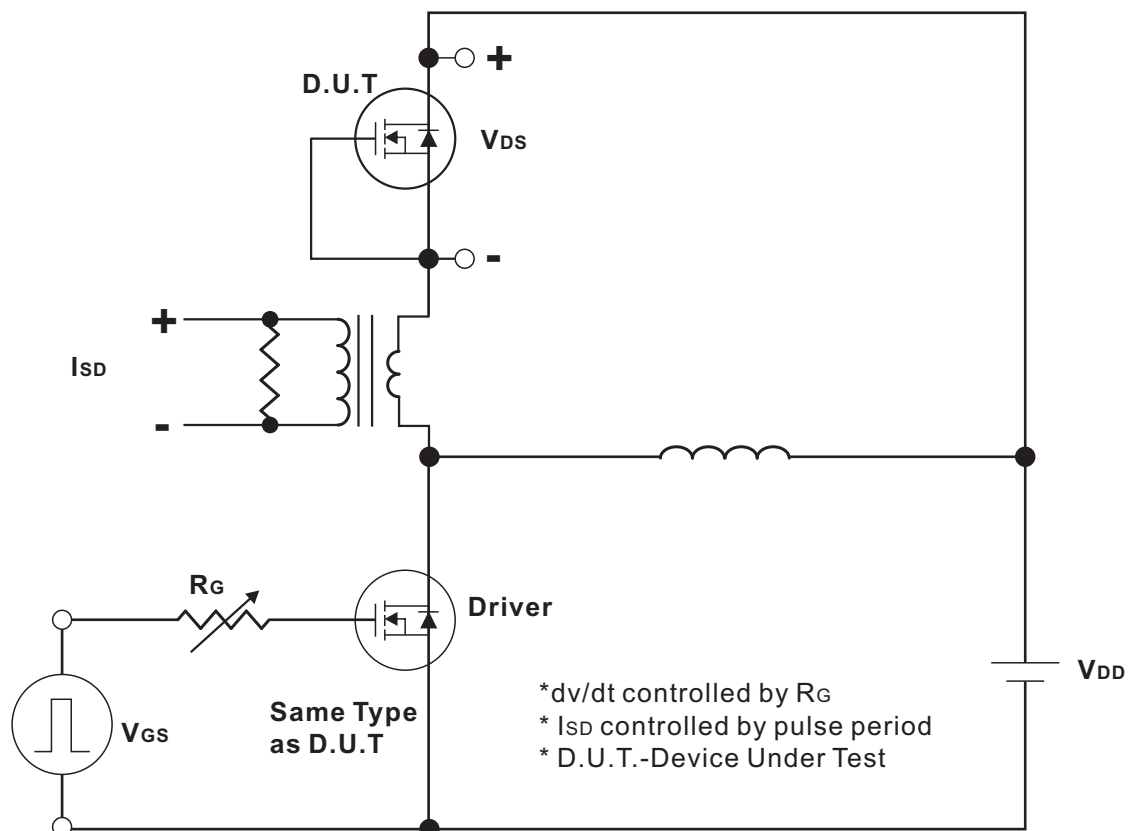 +
D.U.T
VDS
-
+
ISD
-
RG
Driver
VGS
Same Type
as D.U.T
VDD
*dv/dt controlled by RG
* ISD controlled by pulse period
* D.U.T.-Device Under Test